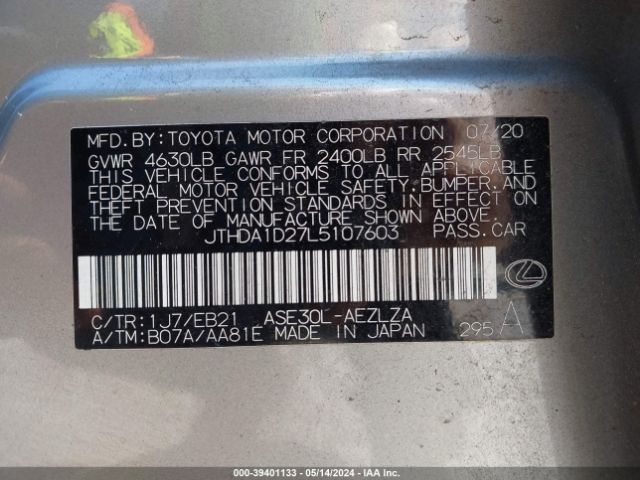 MFD.BY:TOYOTA MOTOR CORPORATION 07/20
GVWR 4630LB GAWR FR 2400LB RR 2545LB
THIS VEHICLE CONFORMS TO ALL APPLICABLE
FEDERAL MOTOR VEHICLE SAFETY,BUMPER,AND
THEFT PREVENTION STANDARDS IN EFFECT ON
THE DATE OF MANUFACTURE SHOWN ABOVE.
JTHDA1D27L5107603 PASS.CAR
C/TR:1J7/EB21 ASE30L-AEZLZA
A/TM:B07A/AA81E MADE IN JAPAN 295 A
000-39401133 - 05/14/2024 - IAA Inc.